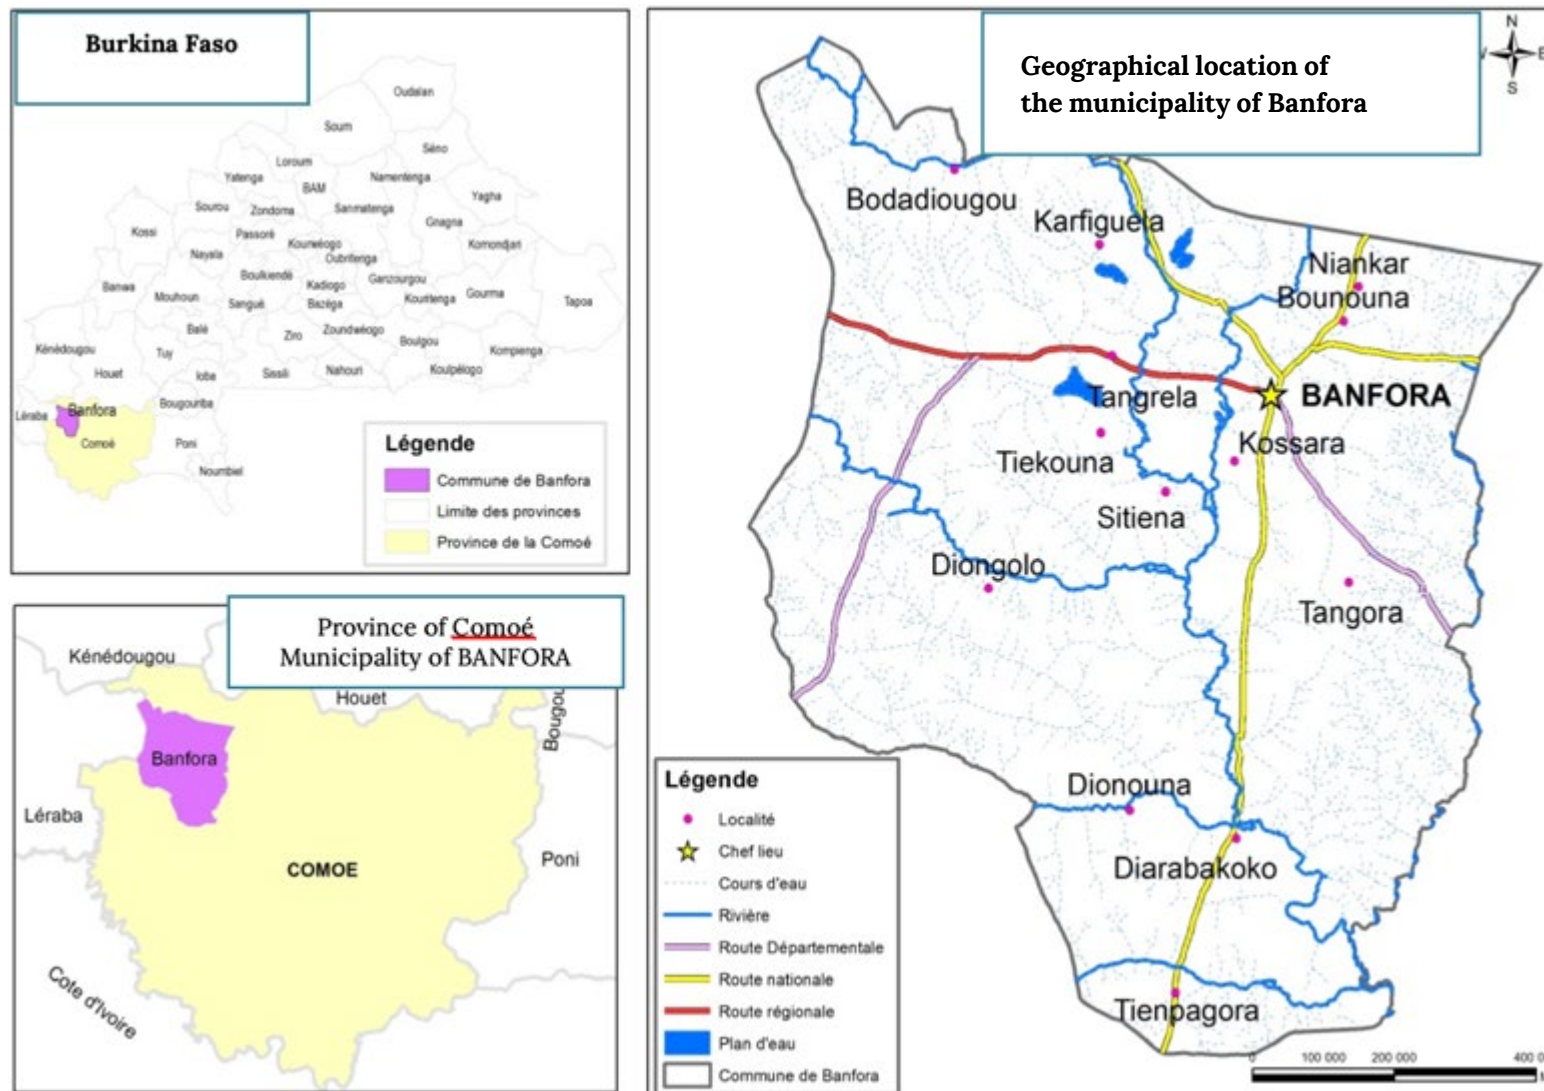 Burkina Faso
Oudalan
Soum
Séno
Loroum
Yatenga
BAM
Namentenga
Yagha
Sourou
Zondoma
Sanmatenga
Gnagna
Kossi
Passoré
Kourwéogo
Komondjari
Nayala
Oubritenga
Boulkiendé
Kadiogo
Ganzourgou
Banwa
Mouhoun
Sanguè
Bazèga
Kouritenga
Gourma
Tapoa
Balé
Ziro
Zoundwéogo
Boulgou
Kénédougou
Tuy
Kompienga
Houet
Ioba
Sissili
Nahouri
Koulpélogo
Léraba
Banfora
Bougouriba
Comoé
Poni
Noumbiel
Légende
Commune de Banfora
Limite des provinces
Province de la Comoé
Province of Comoé
Municipality of BANFORA
Kénédougou
Houet
Bougou
Banfora
Léraba
COMOE
Poni
Cote d'Ivoire
Geographical location of
the municipality of Banfora
N
E
S
Bodadiougou
Karfiguela
Niankar
Bounouna
Tangrela
BANFORA
Kossara
Tiekouna
Sitiena
Diongolo
Tangora
Dionouna
Diarabakoko
Tienpagora
Légende
Localité
Chef lieu
Cours d'eau
Rivière
Route Départementale
Route nationale
Route régionale
Plan d'eau
Commune de Banfora
0 100 000 200 000 400 0